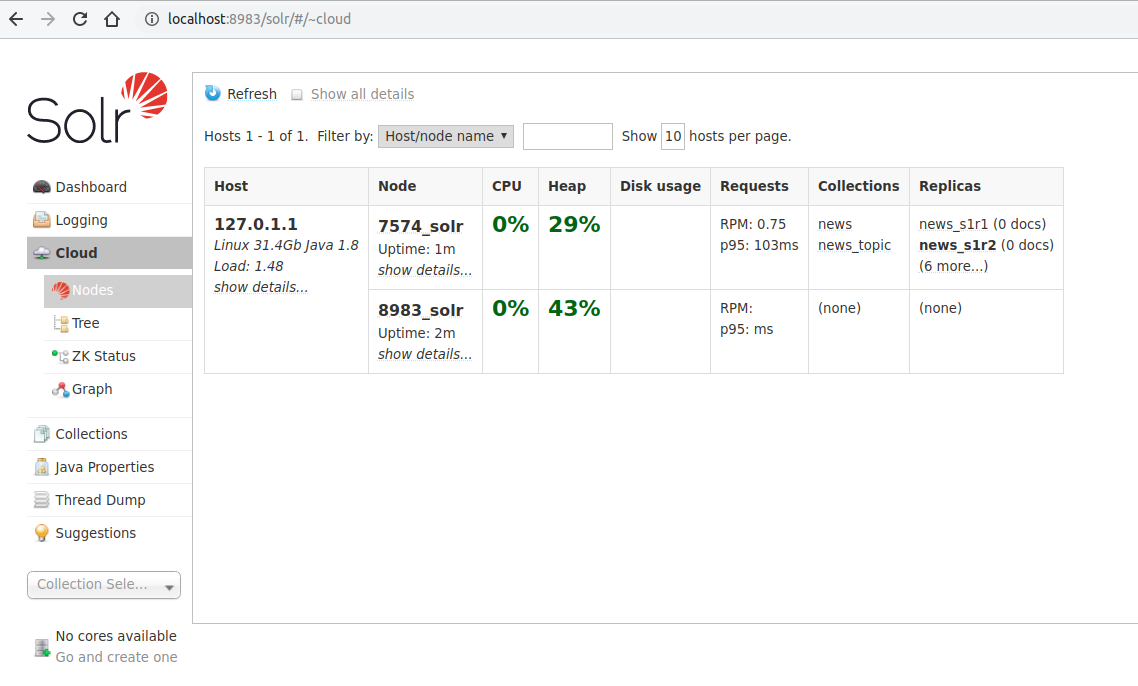 localhost:8983/solr/#/~cloud
Solr
Dashboard
Logging
Cloud
Nodes
Tree
ZK Status
Graph
Collections
Java Properties
Thread Dump
Suggestions
Collection Sele...
No cores available
Go and create one
Refresh Show all details
Hosts 1 - 1 of 1. Filter by: Host/node name Show 10 hosts per page.
Host Node CPU Heap Disk usage Requests Collections Replicas
127.0.1.1
Linux 31.4Gb Java 1.8
Load: 1.48
show details...
7574_solr
Uptime: 1m
show details...
0% 29%
RPM: 0.75
p95: 103ms
news
news_topic
news_s1r1 (0 docs)
news_s1r2 (0 docs)
(6 more...)
8983_solr
Uptime: 2m
show details...
0% 43%
RPM:
p95: ms
(none)
(none)